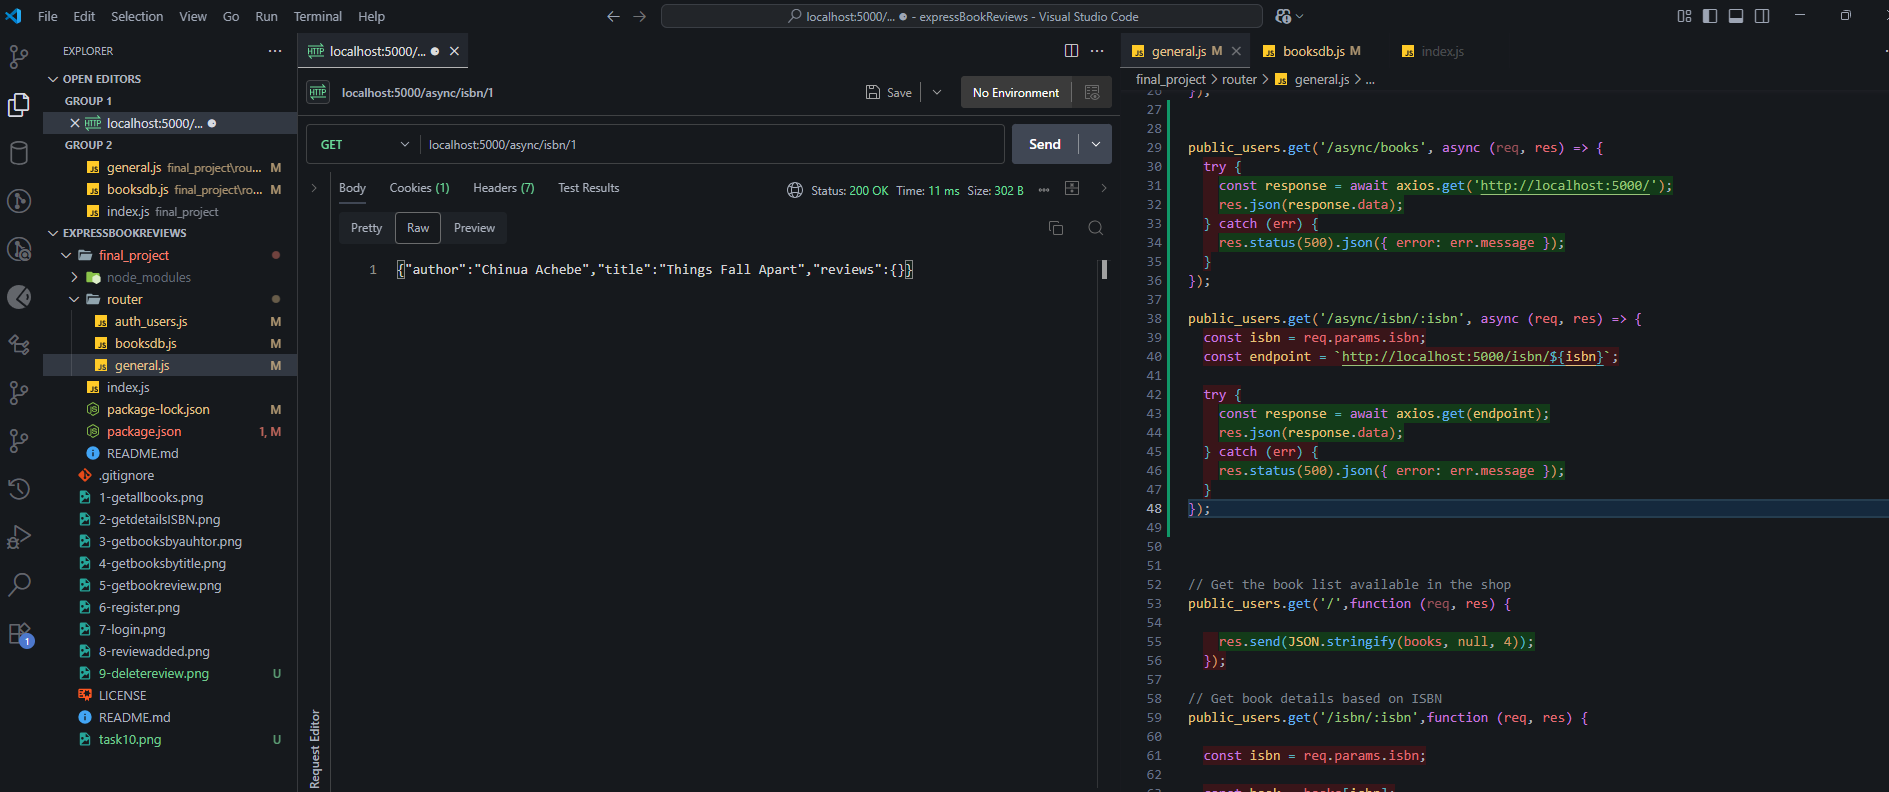 File Edit Selection View Go Run Terminal Help
localhost:5000/... ● - expressBookReviews - Visual Studio Code
EXPLORER
OPEN EDITORS
GROUP 1
localhost:5000/...
GROUP 2
general.js final_project\rou... M
booksdb.js final_project\ro... M
index.js final_project
EXPRESSBOOKREVIEWS
final_project
node_modules
router
auth_users.js M
booksdb.js M
general.js M
index.js
package-lock.json M
package.json 1, M
README.md
.gitignore
1-getallbooks.png
2-getdetailsISBN.png
3-getbooksbyauhtor.png
4-getbooksbytitle.png
5-getbookreview.png
6-register.png
7-login.png
8-reviewadded.png
9-deletereview.png U
LICENSE
README.md
task10.png U
1
HTTP localhost:5000/...
HTTP localhost:5000/async/isbn/1
Save
No Environment
GET localhost:5000/async/isbn/1
Send
Body Cookies (1) Headers (7) Test Results
Status: 200 OK Time: 11 ms Size: 302 B
Pretty Raw Preview
1 {"author":"Chinua Achebe","title":"Things Fall Apart","reviews":{}}
Request Editor
general.js M booksdb.js M index.js
final_project > router > general.js > ...
26 });
27
28
29 public_users.get('/async/books', async (req, res) => {
30 try {
31 const response = await axios.get('http://localhost:5000/');
32 res.json(response.data);
33 } catch (err) {
34 res.status(500).json({ error: err.message });
35 }
36 });
37
38 public_users.get('/async/isbn/:isbn', async (req, res) => {
39 const isbn = req.params.isbn;
40 const endpoint = `http://localhost:5000/isbn/${isbn}`;
41
42 try {
43 const response = await axios.get(endpoint);
44 res.json(response.data);
45 } catch (err) {
46 res.status(500).json({ error: err.message });
47 }
48 });
49
50
51
52 // Get the book list available in the shop
53 public_users.get('/',function (req, res) {
54
55 res.send(JSON.stringify(books, null, 4));
56 });
57
58 // Get book details based on ISBN
59 public_users.get('/isbn/:isbn',function (req, res) {
60
61 const isbn = req.params.isbn;
62